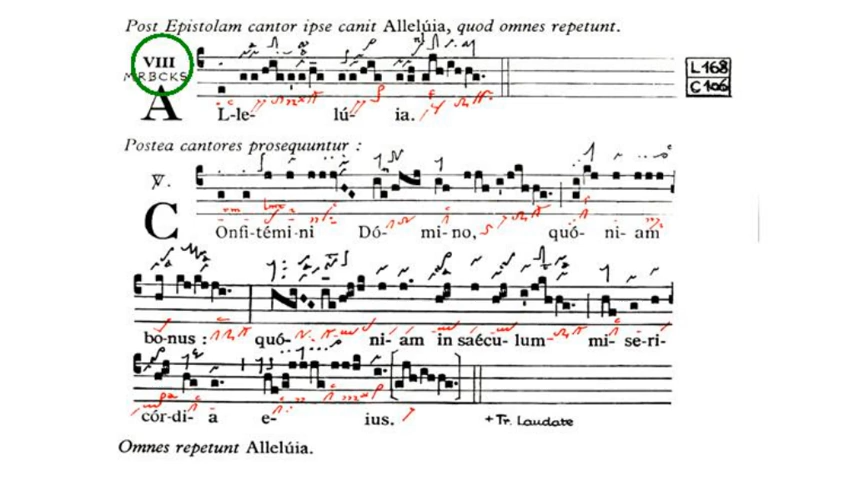 Post Epistolam cantor ipse canit Allelúia, quod omnes repetunt.
VIII
MRBCKS
L 168
C 106
AL-le- lú- ia.
Postea cantores prosequuntur :
℣. COnfi-témi-ni Dó- mi-no, quó- ni- am
bo-nus : quó- ni- am in saécu- lum mi- se-ri-
cór-di- a e- ius. + Tr. Laudate
Omnes repetunt Allelúia.